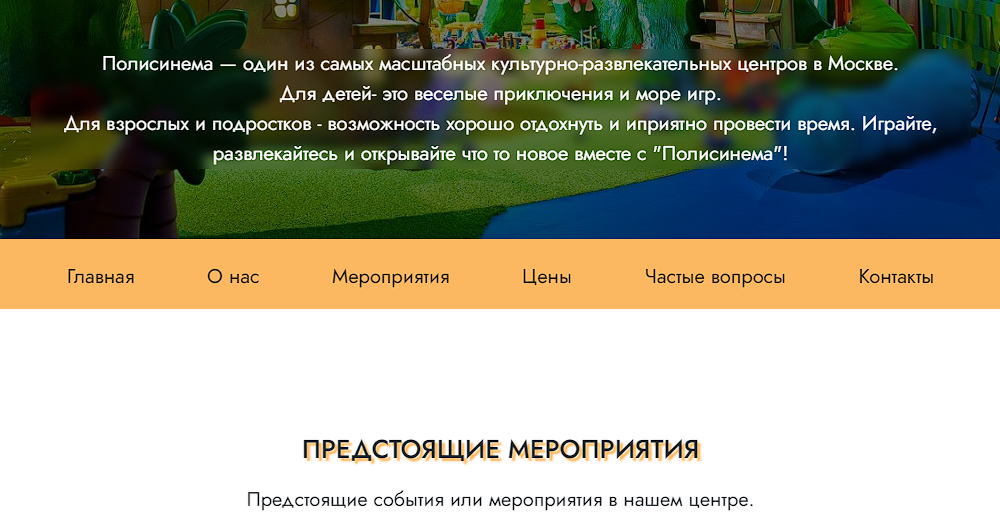 Полисинема — один из самых масштабных культурно-развлекательных центров в Москве.
Для детей- это веселые приключения и море игр.
Для взрослых и подростков - возможность хорошо отдохнуть и иприятно провести время. Играйте,
развлекайтесь и открывайте что то новое вместе с "Полисинема"!
Главная О нас Мероприятия Цены Частые вопросы Контакты
ПРЕДСТОЯЩИЕ МЕРОПРИЯТИЯ
Предстоящие события или мероприятия в нашем центре.